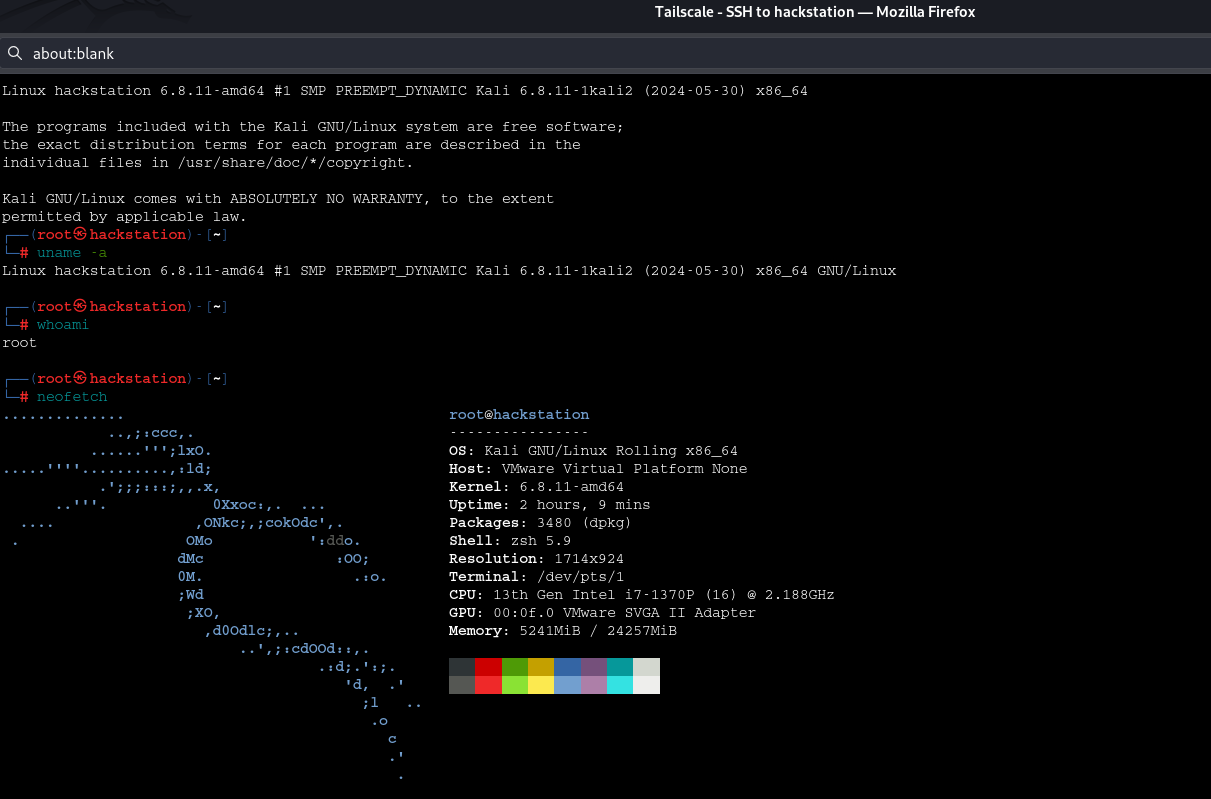 Tailscale - SSH to hackstation — Mozilla Firefox
about:blank
Linux hackstation 6.8.11-amd64 #1 SMP PREEMPT_DYNAMIC Kali 6.8.11-1kali2 (2024-05-30) x86_64
The programs included with the Kali GNU/Linux system are free software;
the exact distribution terms for each program are described in the
individual files in /usr/share/doc/*/copyright.
Kali GNU/Linux comes with ABSOLUTELY NO WARRANTY, to the extent
permitted by applicable law.
┌──(root㉿hackstation)-[~]
└─# uname -a
Linux hackstation 6.8.11-amd64 #1 SMP PREEMPT_DYNAMIC Kali 6.8.11-1kali2 (2024-05-30) x86_64 GNU/Linux
┌──(root㉿hackstation)-[~]
└─# whoami
root
┌──(root㉿hackstation)-[~]
└─# neofetch
..............                                     root@hackstation
            ..,;:ccc,.                             ----------------
          ......''';lxO.                           OS: Kali GNU/Linux Rolling x86_64
.....''''..........,:ld;                           Host: VMware Virtual Platform None
           .';;;:::;,,.x,                          Kernel: 6.8.11-amd64
      ..'''.            0Xxoc:,.  ...              Uptime: 2 hours, 9 mins
  ....                ,ONkc;,;cokOdc',.            Packages: 3480 (dpkg)
 .                   OMo           ':ddo.          Shell: zsh 5.9
                    dMc               :OO;         Resolution: 1714x924
                    0M.                 .:o.       Terminal: /dev/pts/1
                    ;Wd                            CPU: 13th Gen Intel i7-1370P (16) @ 2.188GHz
                     ;XO,                          GPU: 00:0f.0 VMware SVGA II Adapter
                       ,d0Odlc;,..                 Memory: 5241MiB / 24257MiB
                           ..',;:cdOOd::,.
                                    .:d;.':;.
                                       'd,  .'
                                         ;l   ..
                                          .o
                                            c
                                            .'
                                             .